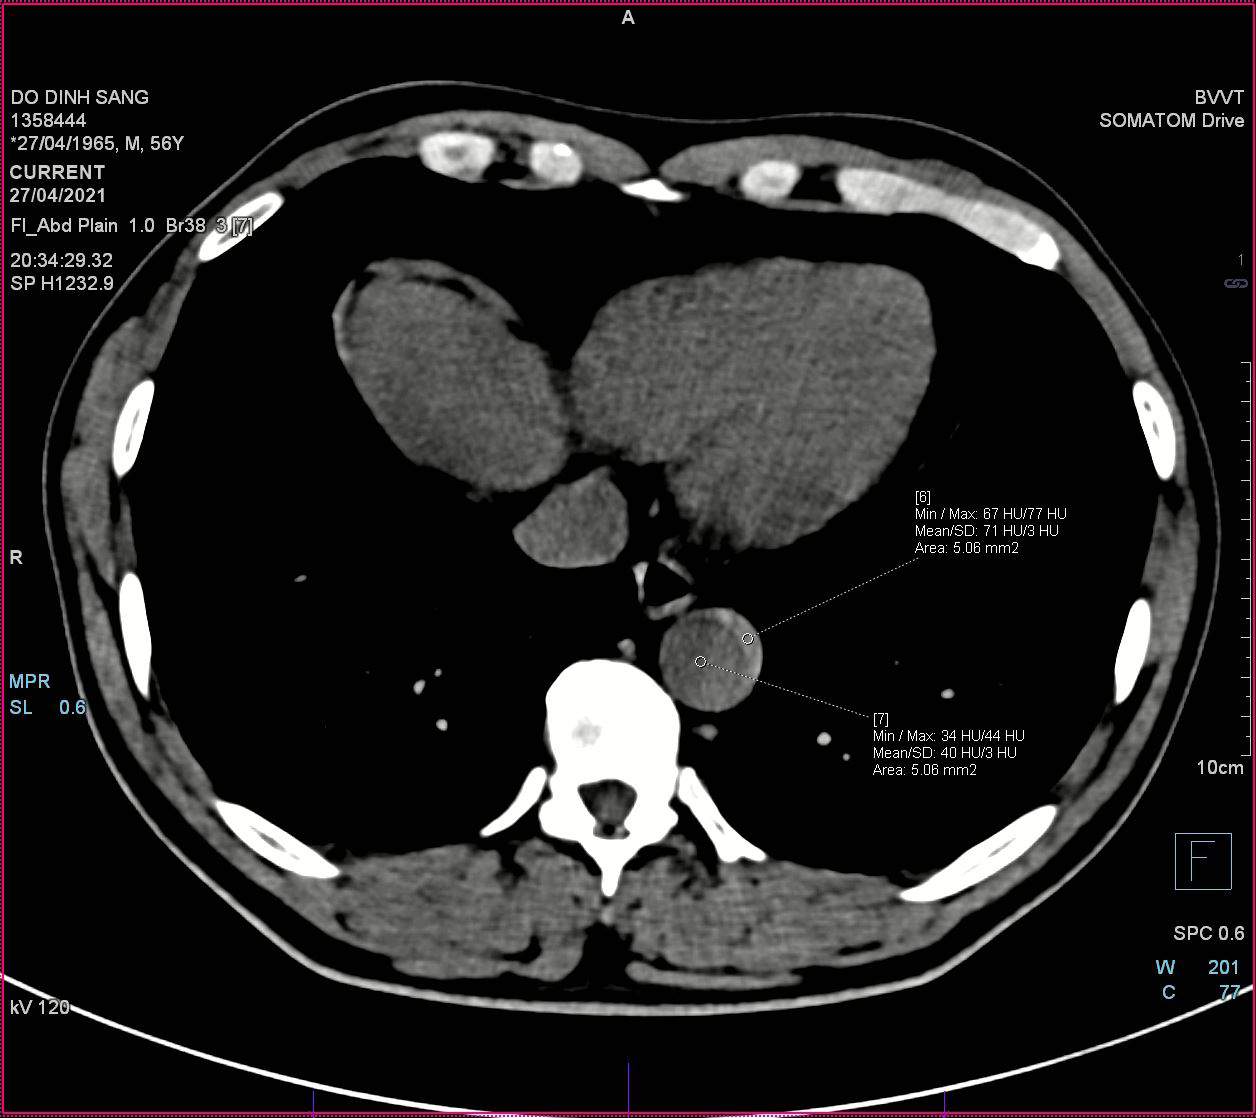 A
DO DINH SANG
1358444
*27/04/1965, M, 56Y
CURRENT
27/04/2021
Fl_Abd Plain 1.0 Br38 3 [7]
20:34:29.32
SP H1232.9
BVVT
SOMATOM Drive
1
[6]
Min / Max: 67 HU/77 HU
Mean/SD: 71 HU/3 HU
Area: 5.06 mm2
R
MPR
SL 0.6
[7]
Min / Max: 34 HU/44 HU
Mean/SD: 40 HU/3 HU
Area: 5.06 mm2
10cm
F
SPC 0.6
W 201
C 77
kV 120